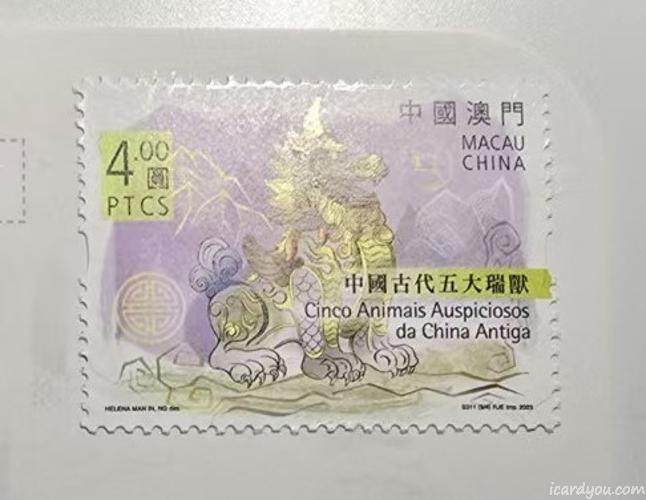 中國澳門
4.00
圓
PTCS
MACAU
CHINA
中國古代五大瑞獸
Cinco Animais Auspiciosos
da China Antiga
HELENA MAN IN, NG des.
icardyou.com